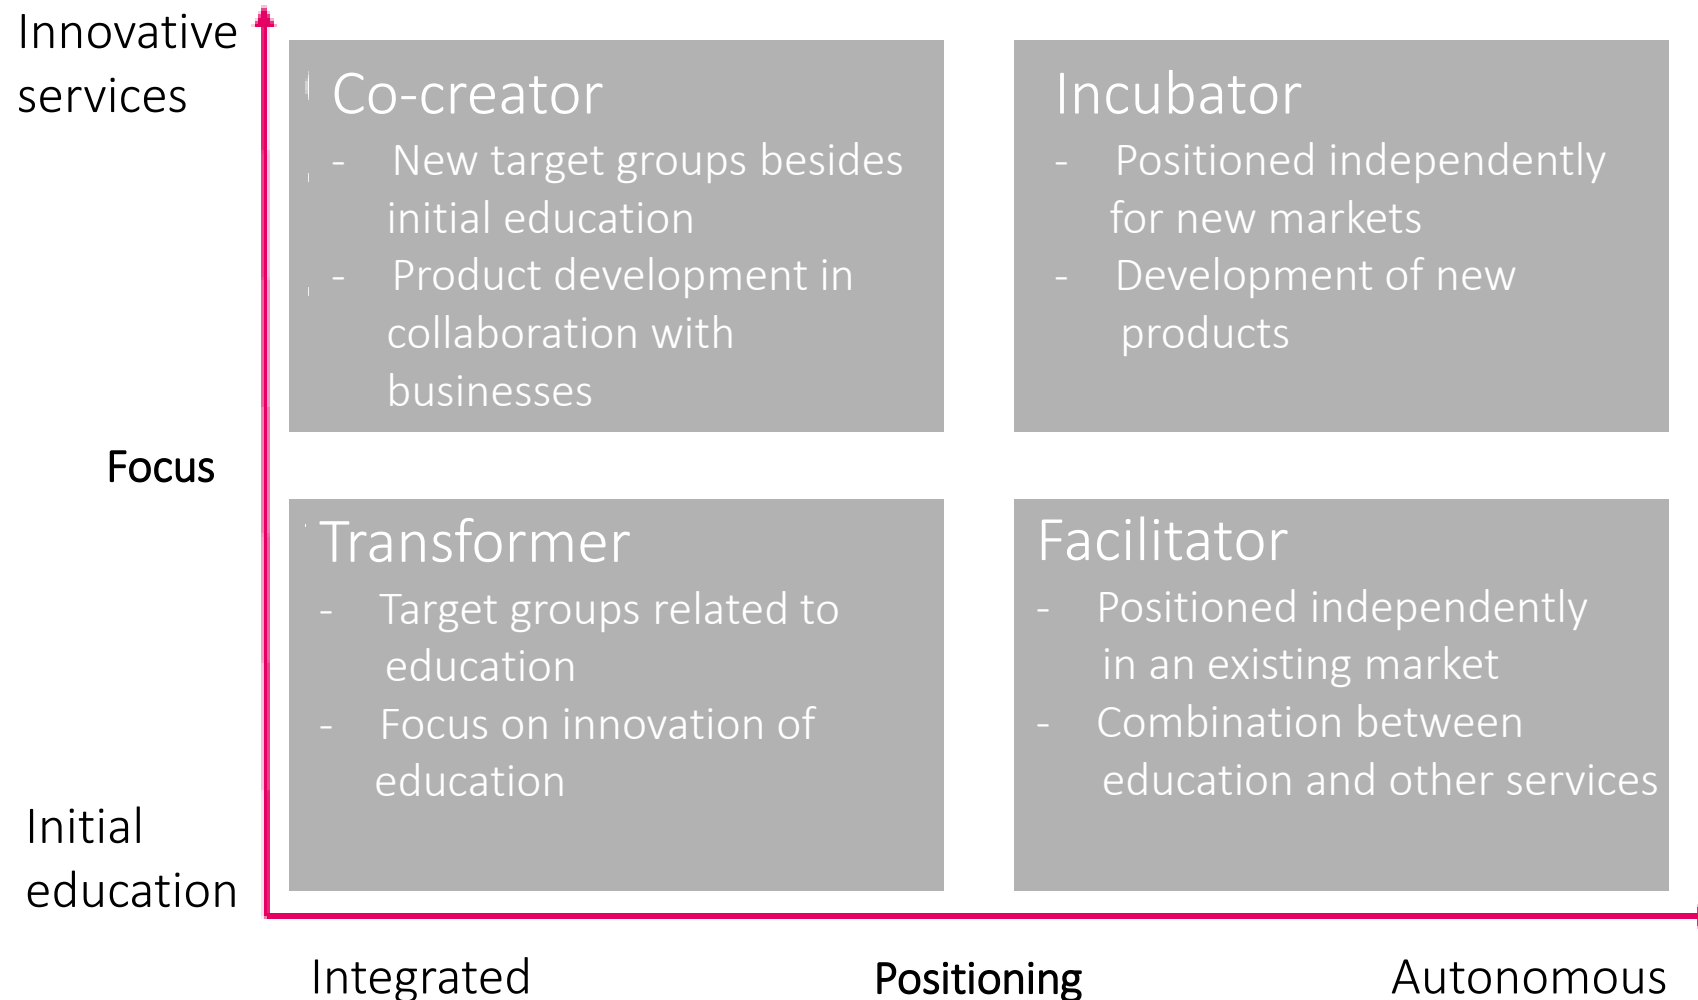 Innovative
services
Co-creator
- New target groups besides
initial education
- Product development in
collaboration with
businesses
Incubator
- Positioned independently
for new markets
- Development of new
products
Focus
Transformer
- Target groups related to
education
- Focus on innovation of
education
Facilitator
- Positioned independently
in an existing market
- Combination between
education and other services
Initial
education
Integrated
Positioning
Autonomous